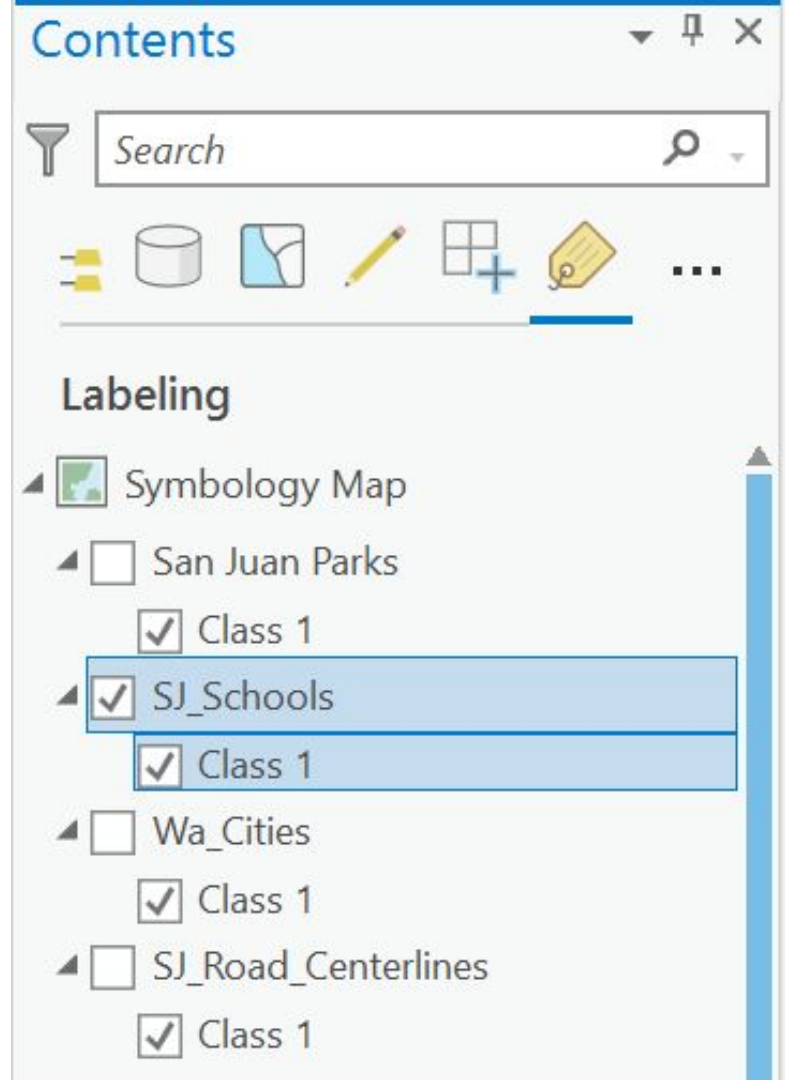 Contents
Search
Labeling
Symbology Map
San Juan Parks
Class 1
SJ_Schools
Class 1
Wa_Cities
Class 1
SJ_Road_Centerlines
Class 1